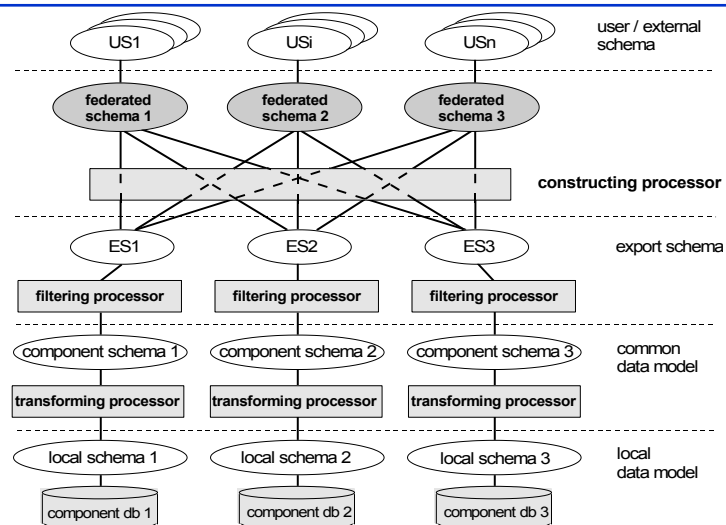 US1 USi USn user / external
schema
federated
schema 1
federated
schema 2
federated
schema 3
constructing processor
ES1 ES2 ES3 export schema
filtering processor filtering processor filtering processor
component schema 1 component schema 2 component schema 3 common
data model
transforming processor transforming processor transforming processor
local schema 1 local schema 2 local schema 3 local
data model
component db 1 component db 2 component db 3